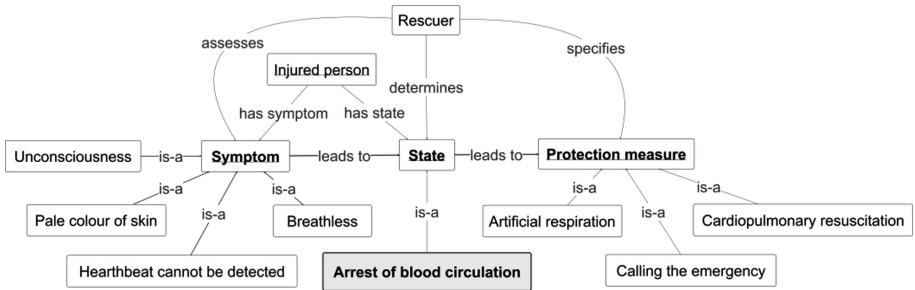 Rescuer
assesses
specifies
Injured person
determines
has symptom
has state
Unconsciousness
is-a
Symptom
leads to
State
leads to
Protection measure
is-a
is-a
is-a
is-a
Pale colour of skin
is-a
Breathless
is-a
Artificial respiration
is-a
Cardiopulmonary resuscitation
Hearthbeat cannot be detected
Arrest of blood circulation
Calling the emergency